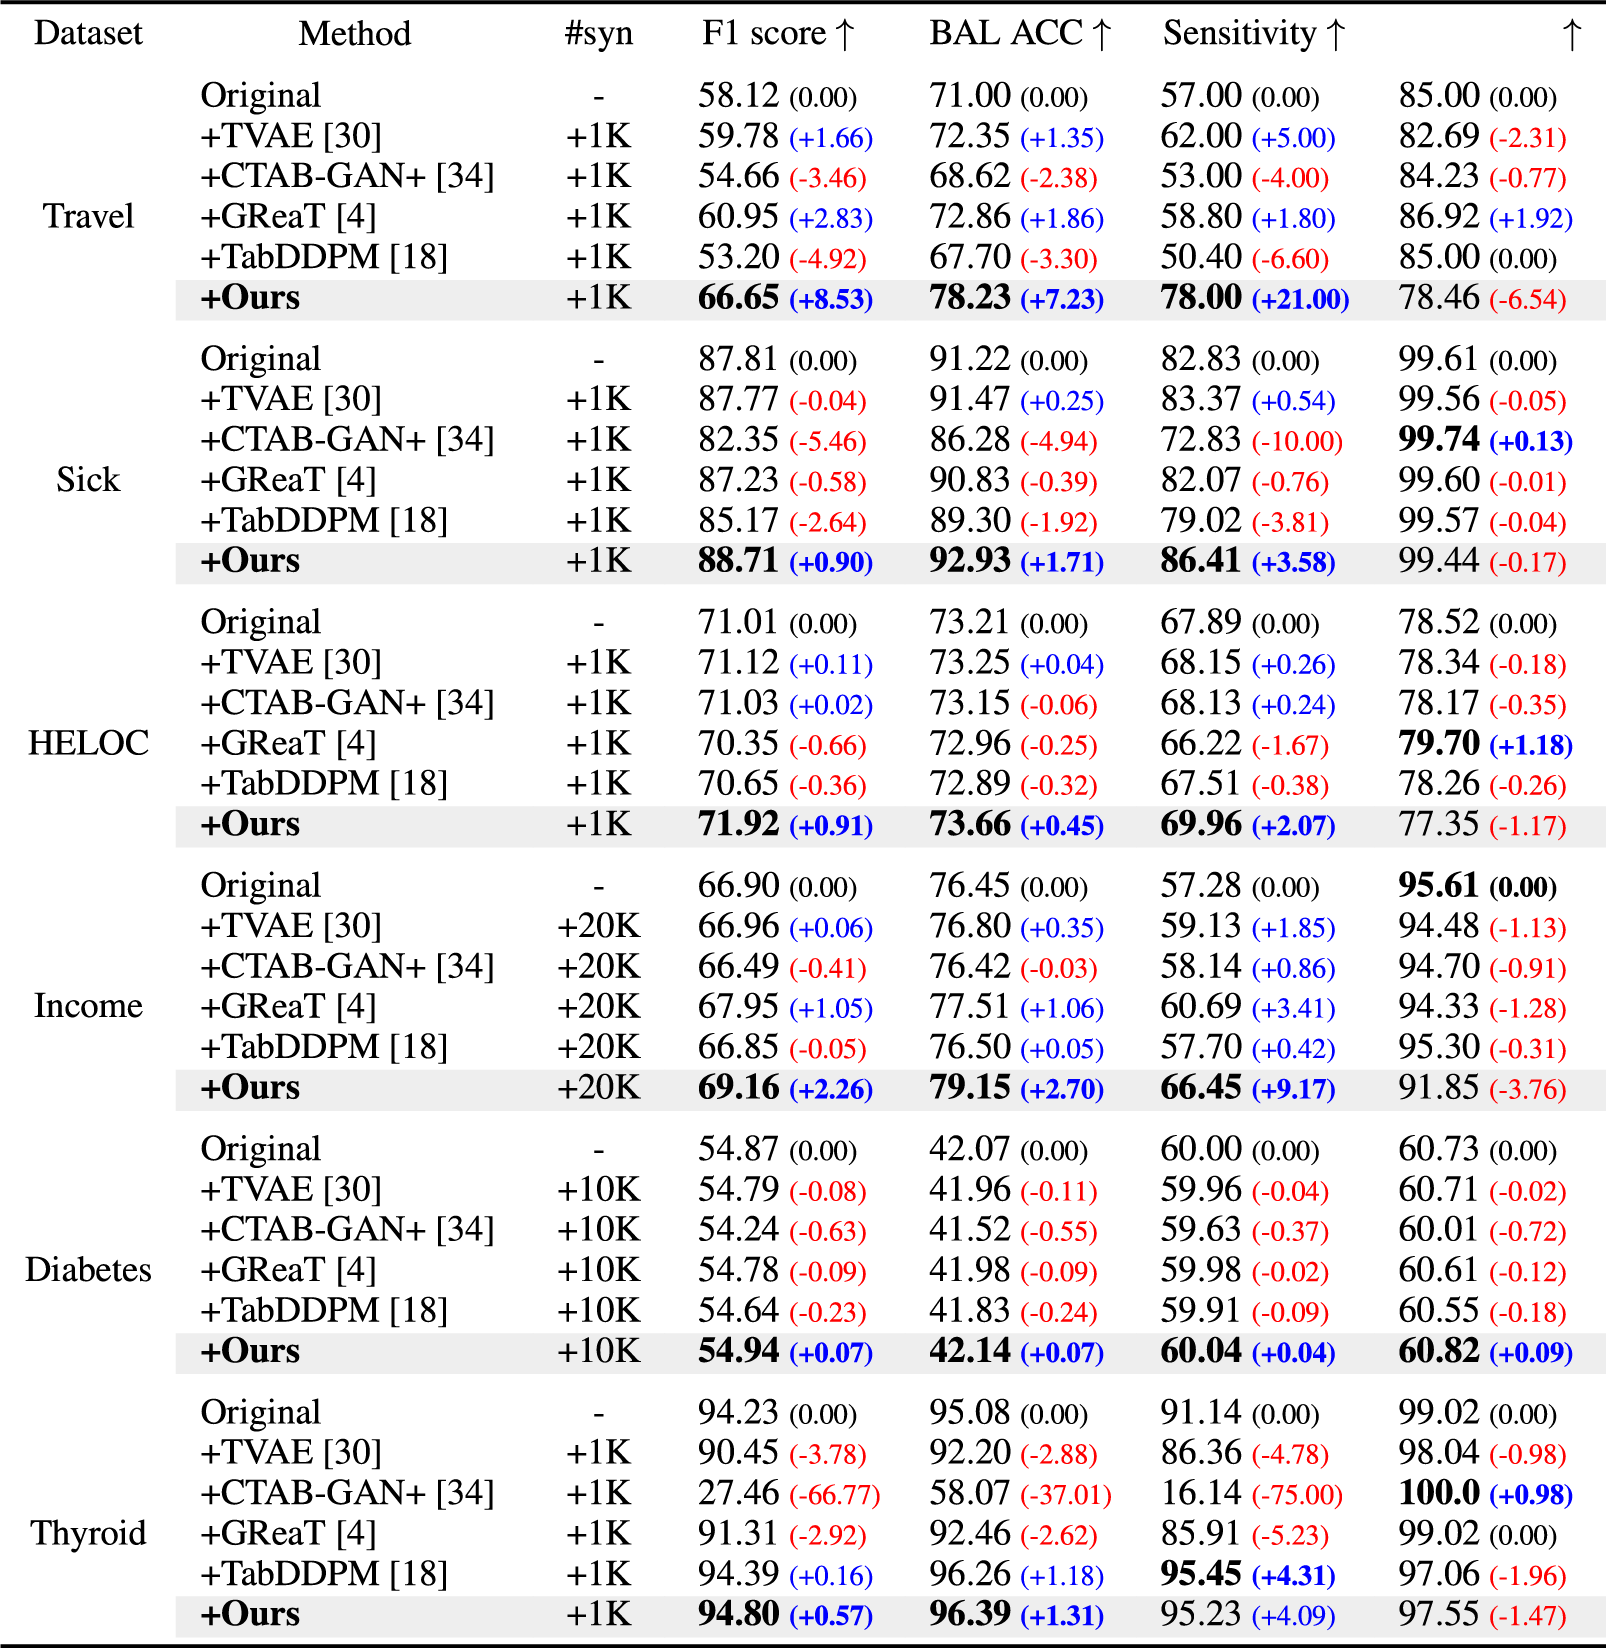 Dataset Method #syn F1 score ↑ BAL ACC ↑ Sensitivity ↑ ↑
Original - 58.12 (0.00) 71.00 (0.00) 57.00 (0.00) 85.00 (0.00)
+TVAE [30] +1K 59.78 (+1.66) 72.35 (+1.35) 62.00 (+5.00) 82.69 (-2.31)
+CTAB-GAN+ [34] +1K 54.66 (-3.46) 68.62 (-2.38) 53.00 (-4.00) 84.23 (-0.77)
Travel +GReaT [4] +1K 60.95 (+2.83) 72.86 (+1.86) 58.80 (+1.80) 86.92 (+1.92)
+TabDDPM [18] +1K 53.20 (-4.92) 67.70 (-3.30) 50.40 (-6.60) 85.00 (0.00)
+Ours +1K 66.65 (+8.53) 78.23 (+7.23) 78.00 (+21.00) 78.46 (-6.54)
Original - 87.81 (0.00) 91.22 (0.00) 82.83 (0.00) 99.61 (0.00)
+TVAE [30] +1K 87.77 (-0.04) 91.47 (+0.25) 83.37 (+0.54) 99.56 (-0.05)
+CTAB-GAN+ [34] +1K 82.35 (-5.46) 86.28 (-4.94) 72.83 (-10.00) 99.74 (+0.13)
Sick +GReaT [4] +1K 87.23 (-0.58) 90.83 (-0.39) 82.07 (-0.76) 99.60 (-0.01)
+TabDDPM [18] +1K 85.17 (-2.64) 89.30 (-1.92) 79.02 (-3.81) 99.57 (-0.04)
+Ours +1K 88.71 (+0.90) 92.93 (+1.71) 86.41 (+3.58) 99.44 (-0.17)
Original - 71.01 (0.00) 73.21 (0.00) 67.89 (0.00) 78.52 (0.00)
+TVAE [30] +1K 71.12 (+0.11) 73.25 (+0.04) 68.15 (+0.26) 78.34 (-0.18)
+CTAB-GAN+ [34] +1K 71.03 (+0.02) 73.15 (-0.06) 68.13 (+0.24) 78.17 (-0.35)
HELOC +GReaT [4] +1K 70.35 (-0.66) 72.96 (-0.25) 66.22 (-1.67) 79.70 (+1.18)
+TabDDPM [18] +1K 70.65 (-0.36) 72.89 (-0.32) 67.51 (-0.38) 78.26 (-0.26)
+Ours +1K 71.92 (+0.91) 73.66 (+0.45) 69.96 (+2.07) 77.35 (-1.17)
Original - 66.90 (0.00) 76.45 (0.00) 57.28 (0.00) 95.61 (0.00)
+TVAE [30] +20K 66.96 (+0.06) 76.80 (+0.35) 59.13 (+1.85) 94.48 (-1.13)
+CTAB-GAN+ [34] +20K 66.49 (-0.41) 76.42 (-0.03) 58.14 (+0.86) 94.70 (-0.91)
Income +GReaT [4] +20K 67.95 (+1.05) 77.51 (+1.06) 60.69 (+3.41) 94.33 (-1.28)
+TabDDPM [18] +20K 66.85 (-0.05) 76.50 (+0.05) 57.70 (+0.42) 95.30 (-0.31)
+Ours +20K 69.16 (+2.26) 79.15 (+2.70) 66.45 (+9.17) 91.85 (-3.76)
Original - 54.87 (0.00) 42.07 (0.00) 60.00 (0.00) 60.73 (0.00)
+TVAE [30] +10K 54.79 (-0.08) 41.96 (-0.11) 59.96 (-0.04) 60.71 (-0.02)
+CTAB-GAN+ [34] +10K 54.24 (-0.63) 41.52 (-0.55) 59.63 (-0.37) 60.01 (-0.72)
Diabetes +GReaT [4] +10K 54.78 (-0.09) 41.98 (-0.09) 59.98 (-0.02) 60.61 (-0.12)
+TabDDPM [18] +10K 54.64 (-0.23) 41.83 (-0.24) 59.91 (-0.09) 60.55 (-0.18)
+Ours +10K 54.94 (+0.07) 42.14 (+0.07) 60.04 (+0.04) 60.82 (+0.09)
Original - 94.23 (0.00) 95.08 (0.00) 91.14 (0.00) 99.02 (0.00)
+TVAE [30] +1K 90.45 (-3.78) 92.20 (-2.88) 86.36 (-4.78) 98.04 (-0.98)
+CTAB-GAN+ [34] +1K 27.46 (-66.77) 58.07 (-37.01) 16.14 (-75.00) 100.0 (+0.98)
Thyroid +GReaT [4] +1K 91.31 (-2.92) 92.46 (-2.62) 85.91 (-5.23) 99.02 (0.00)
+TabDDPM [18] +1K 94.39 (+0.16) 96.26 (+1.18) 95.45 (+4.31) 97.06 (-1.96)
+Ours +1K 94.80 (+0.57) 96.39 (+1.31) 95.23 (+4.09) 97.55 (-1.47)